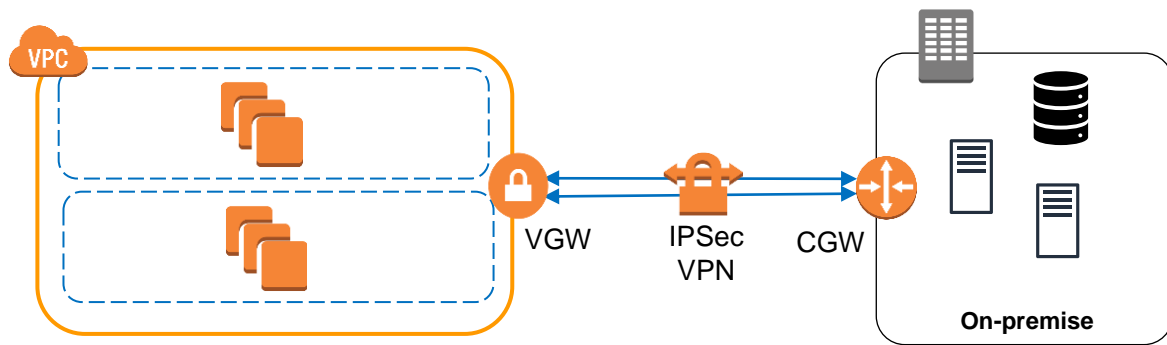 VPC
VGW
IPSec
VPN
CGW
On-premise